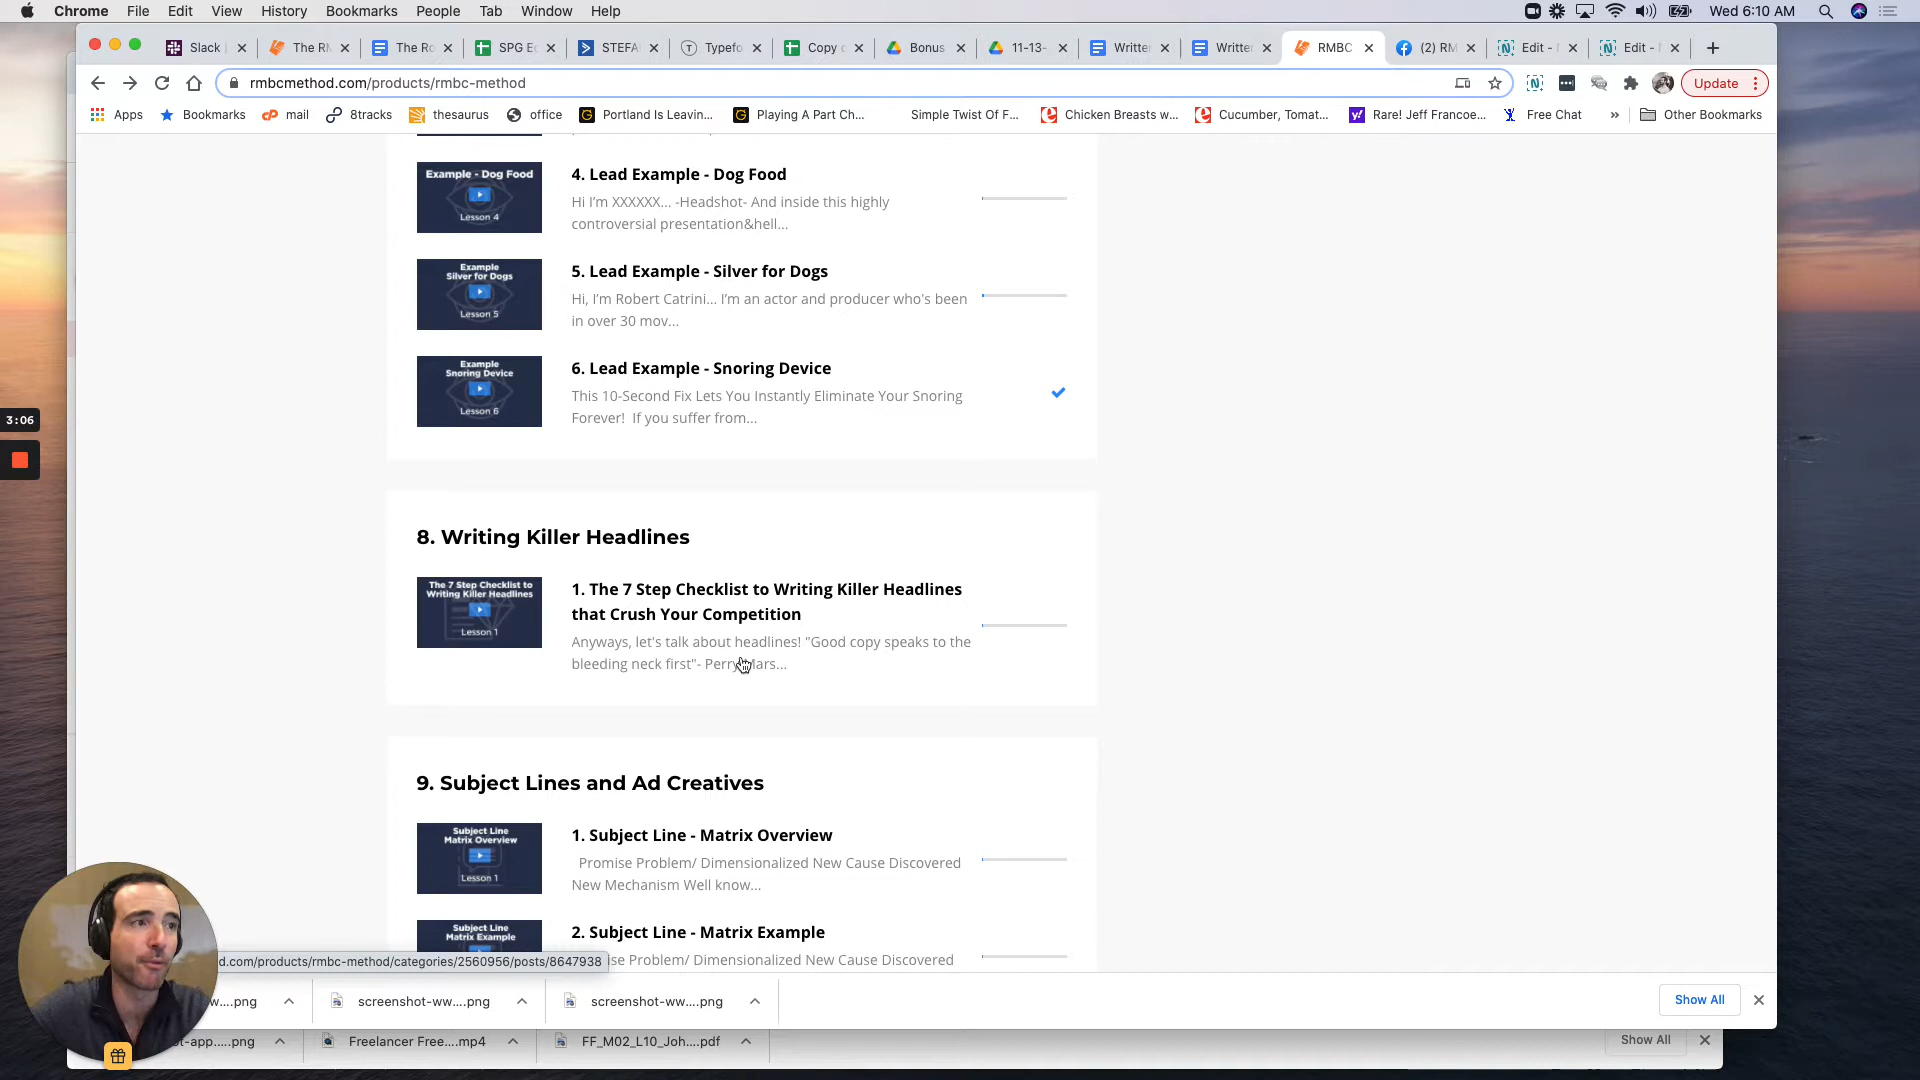 Chrome File Edit View History Bookmarks People Tab Window Help Wed 6:10 AM
Slack The RM The Ro SPG Ec STEFA Typefo Copy o Bonus 11-13- Writter Writter RMBC (2) RM Edit - Edit -
rmbcmethod.com/products/rmbc-method Update
Apps Bookmarks mail 8tracks thesaurus office Portland Is Leavin... Playing A Part Ch... Simple Twist Of F... Chicken Breasts w... Cucumber, Tomat... Rare! Jeff Francoe... Free Chat » Other Bookmarks
Example - Dog Food
Lesson 4
4. Lead Example - Dog Food
Hi I'm XXXXXX... -Headshot- And inside this highly
controversial presentation&hell...
Example
Silver for Dogs
Lesson 5
5. Lead Example - Silver for Dogs
Hi, I'm Robert Catrini... I'm an actor and producer who's been
in over 30 mov...
Example
Snoring Device
Lesson 6
6. Lead Example - Snoring Device
This 10-Second Fix Lets You Instantly Eliminate Your Snoring
Forever! If you suffer from...
3:06
8. Writing Killer Headlines
The 7 Step Checklist to
Writing Killer Headlines
Lesson 1
1. The 7 Step Checklist to Writing Killer Headlines
that Crush Your Competition
Anyways, let's talk about headlines! "Good copy speaks to the
bleeding neck first"- Perry Mars...
9. Subject Lines and Ad Creatives
Subject Line
Matrix Overview
Lesson 1
1. Subject Line - Matrix Overview
Promise Problem/ Dimensionalized New Cause Discovered
New Mechanism Well know...
Subject Line
Matrix Example
2. Subject Line - Matrix Example
ise Problem/ Dimensionalized New Cause Discovered
d.com/products/rmbc-method/categories/2560956/posts/8647938
w....png screenshot-ww....png screenshot-ww....png Show All
ot-app.....png Freelancer Free....mp4 FF_M02_L10_Joh....pdf Show All